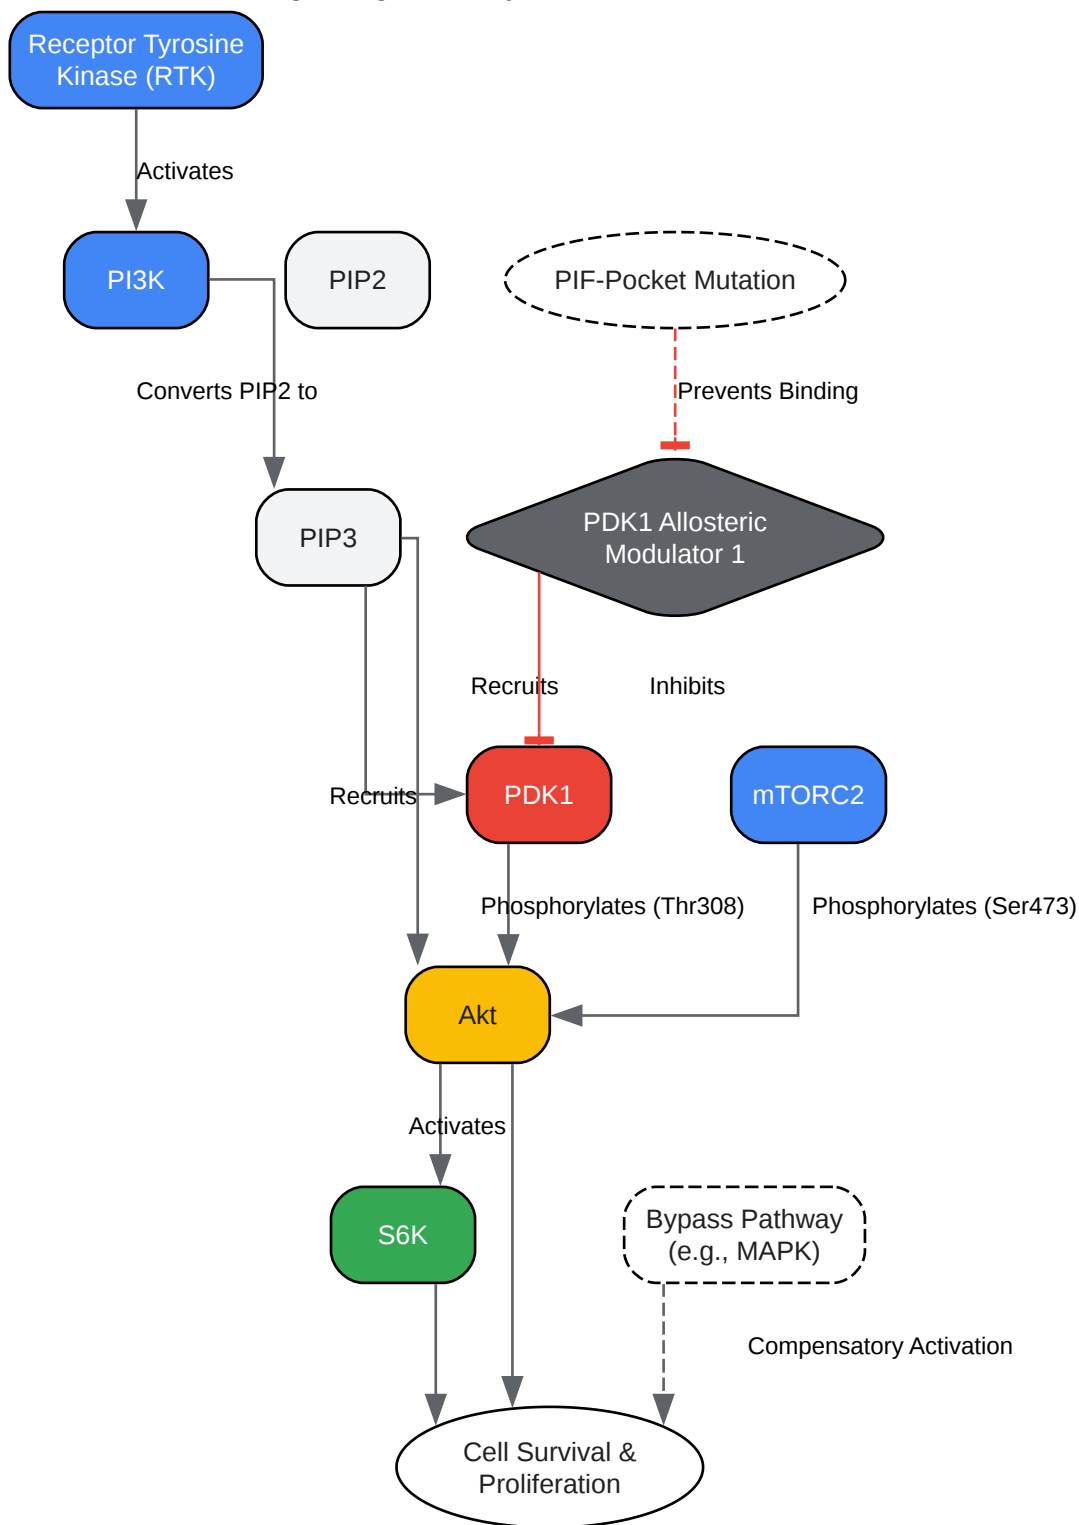 Receptor Tyrosine
Kinase (RTK)
Activates
PI3K
PIP2
PIF-Pocket Mutation
Converts PIP2 to
Prevents Binding
PIP3
PDK1 Allosteric
Modulator 1
Recruits
Inhibits
Recruits
PDK1
mTORC2
Phosphorylates (Thr308)
Phosphorylates (Ser473)
Akt
Activates
S6K
Bypass Pathway
(e.g., MAPK)
Compensatory Activation
Cell Survival &
Proliferation